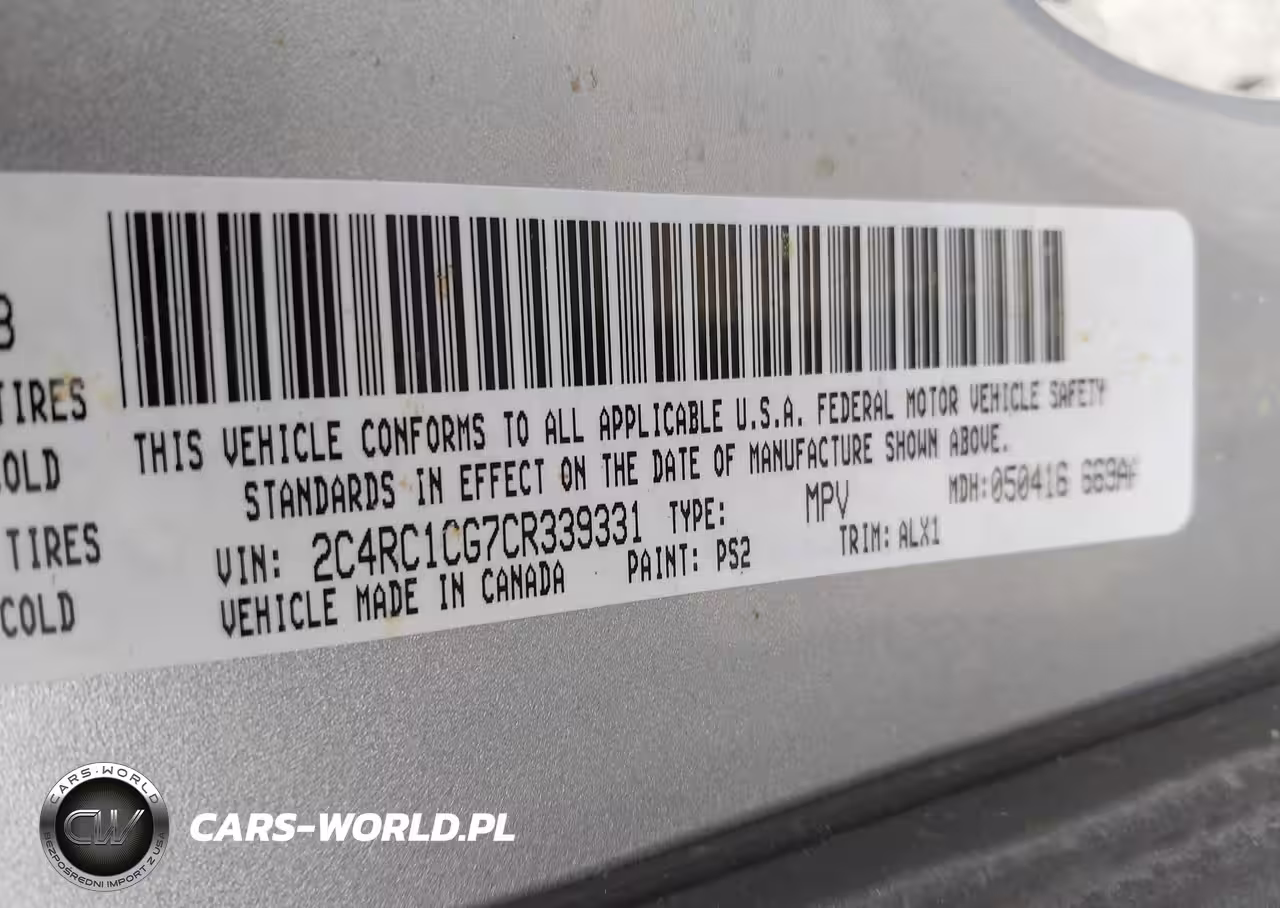 3
TIRES
COLD
TIRES
COLD
THIS VEHICLE CONFORMS TO ALL APPLICABLE U.S.A. FEDERAL MOTOR VEHICLE SAFETY
STANDARDS IN EFFECT ON THE DATE OF MANUFACTURE SHOWN ABOVE.
VIN: 2C4RC1CG7CR339331 TYPE: MPV MDH:050416
VEHICLE MADE IN CANADA PAINT: PS2 TRIM: ALX1
CARS-WORLD
CW
BEZPOŚREDNI IMPORT Z USA
CARS-WORLD.PL